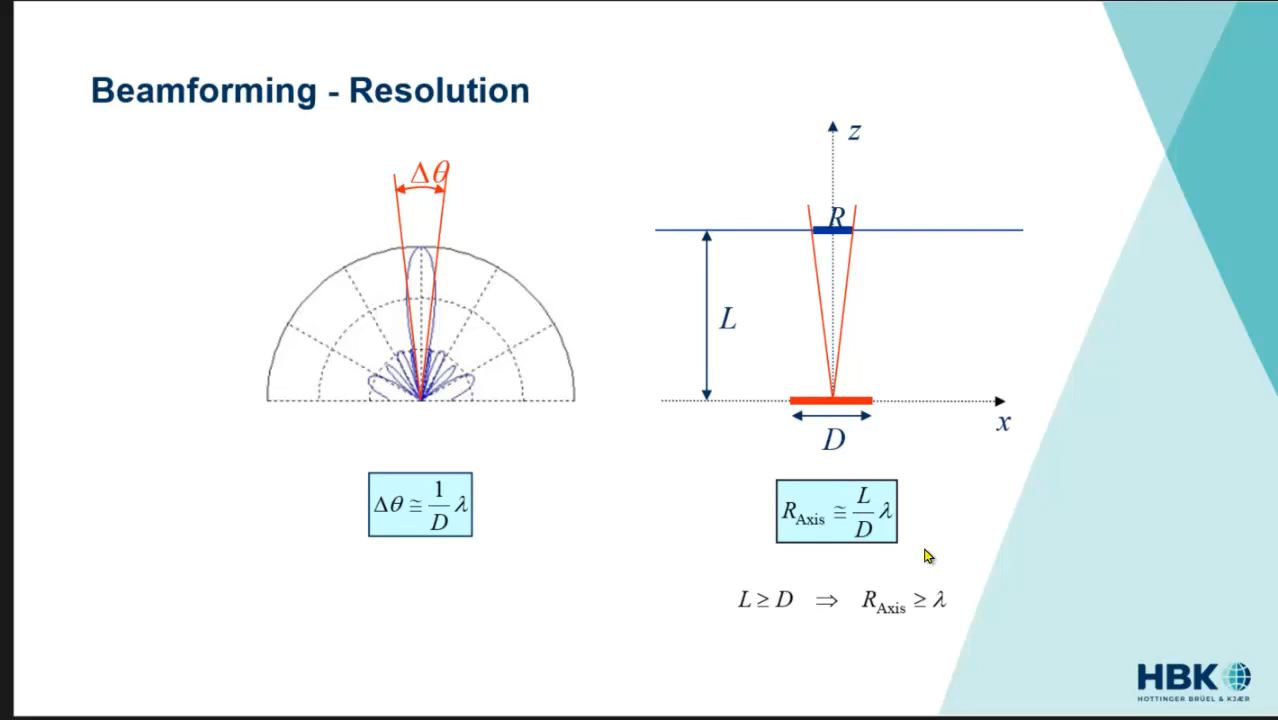 Beamforming - Resolution
Δθ
z
R
L
D
x
Δθ ≅ 1/D λ
R_Axis ≅ L/D λ
L ≥ D ⇒ R_Axis ≥ λ
HBK
HOTTINGER BRÜEL & KJÆR